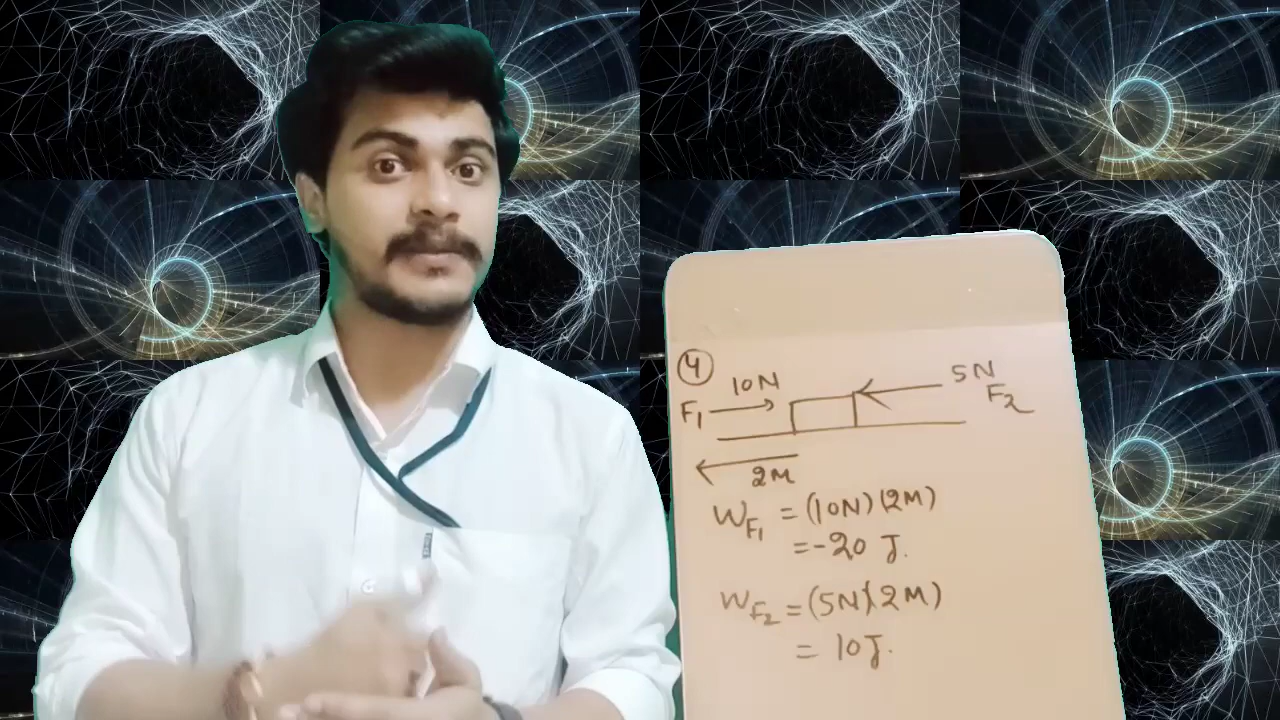 4
10N
5N
F1
F2
2M
WF1 = (10N)(2M)
=-20 J.
WF2 = (5N)(2M)
= 10J.